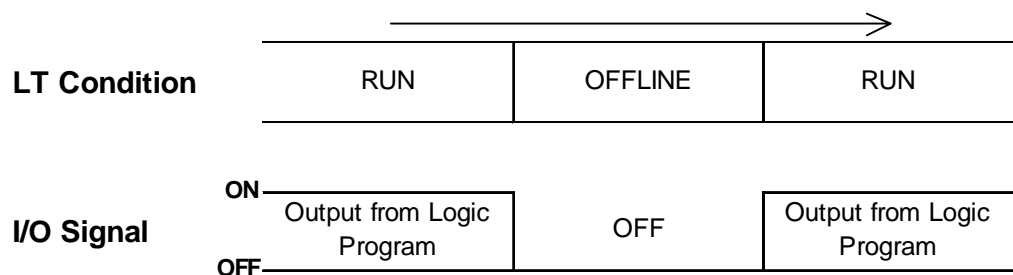 LT Condition
RUN
OFFLINE
RUN
ON
I/O Signal
Output from Logic
Program
OFF
Output from Logic
Program
OFF